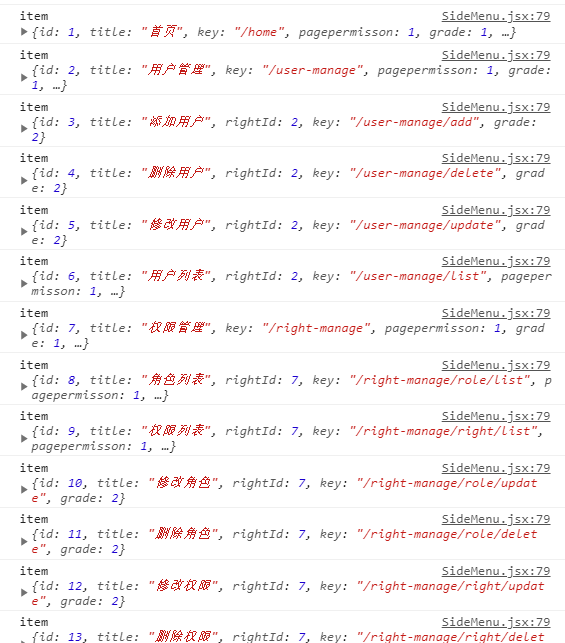 item SideMenu.jsx:79
{id: 1, title: "首页", key: "/home", pagepermisson: 1, grade: 1, …}
item SideMenu.jsx:79
{id: 2, title: "用户管理", key: "/user-manage", pagepermisson: 1, grade:
1, …}
item SideMenu.jsx:79
{id: 3, title: "添加用户", rightId: 2, key: "/user-manage/add", grade:
2}
item SideMenu.jsx:79
{id: 4, title: "删除用户", rightId: 2, key: "/user-manage/delete", grad
e: 2}
item SideMenu.jsx:79
{id: 5, title: "修改用户", rightId: 2, key: "/user-manage/update", grad
e: 2}
item SideMenu.jsx:79
{id: 6, title: "用户列表", rightId: 2, key: "/user-manage/list", pageper
misson: 1, …}
item SideMenu.jsx:79
{id: 7, title: "权限管理", key: "/right-manage", pagepermisson: 1, grad
e: 1, …}
item SideMenu.jsx:79
{id: 8, title: "角色列表", rightId: 7, key: "/right-manage/role/list", p
agepermisson: 1, …}
item SideMenu.jsx:79
{id: 9, title: "权限列表", rightId: 7, key: "/right-manage/right/list",
pagepermisson: 1, …}
item SideMenu.jsx:79
{id: 10, title: "修改角色", rightId: 7, key: "/right-manage/role/updat
e", grade: 2}
item SideMenu.jsx:79
{id: 11, title: "删除角色", rightId: 7, key: "/right-manage/role/delet
e", grade: 2}
item SideMenu.jsx:79
{id: 12, title: "修改权限", rightId: 7, key: "/right-manage/right/updat
e", grade: 2}
item SideMenu.jsx:79
{id: 13, title: "删除权限", rightId: 7, key: "/right-manage/right/delet